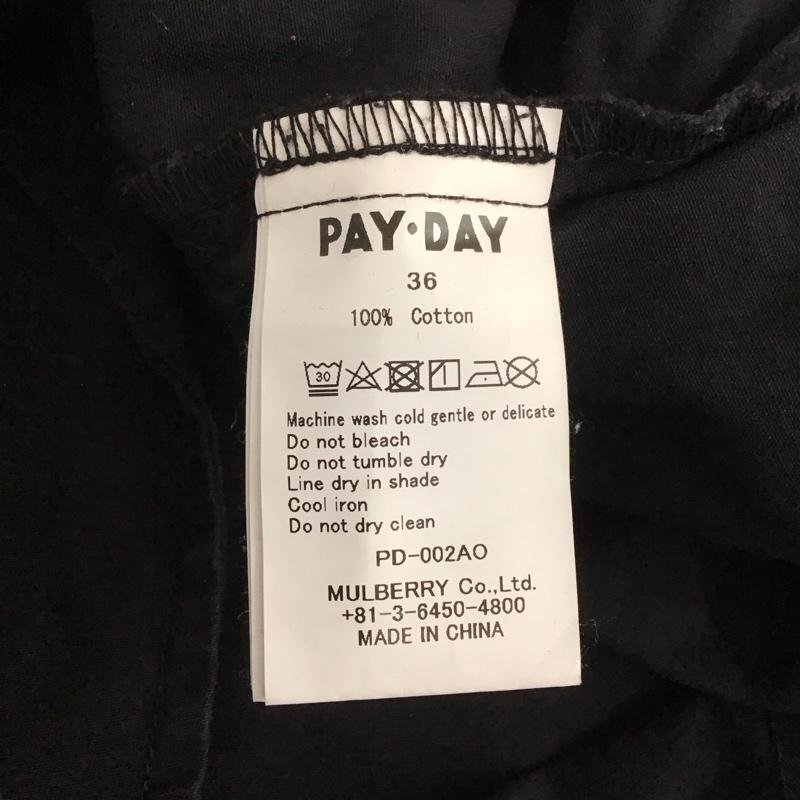 PAY·DAY
36
100% Cotton
30
Machine wash cold gentle or delicate
Do not bleach
Do not tumble dry
Line dry in shade
Cool iron
Do not dry clean
PD-002AO
MULBERRY Co.,Ltd.
+81-3-6450-4800
MADE IN CHINA